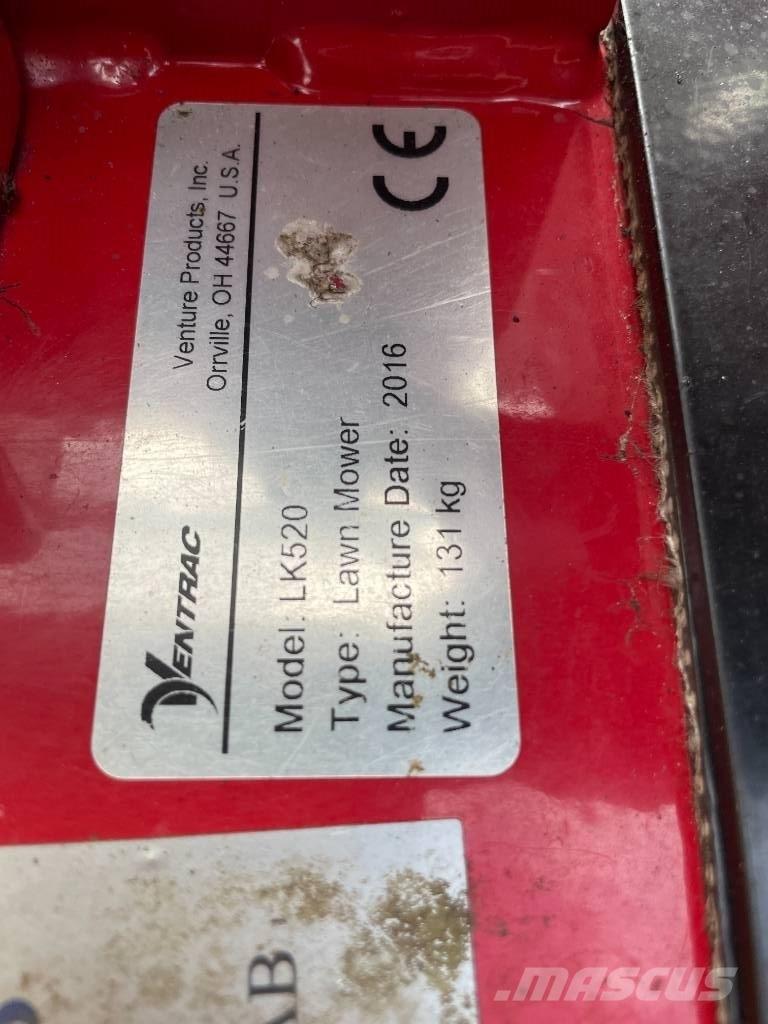 VENTRAC
Venture Products, Inc.
Orrville, OH 44667 U.S.A.
Model: LK520
Type: Lawn Mower
Manufacture Date: 2016
Weight: 131 kg
CE
AB
MASCUS